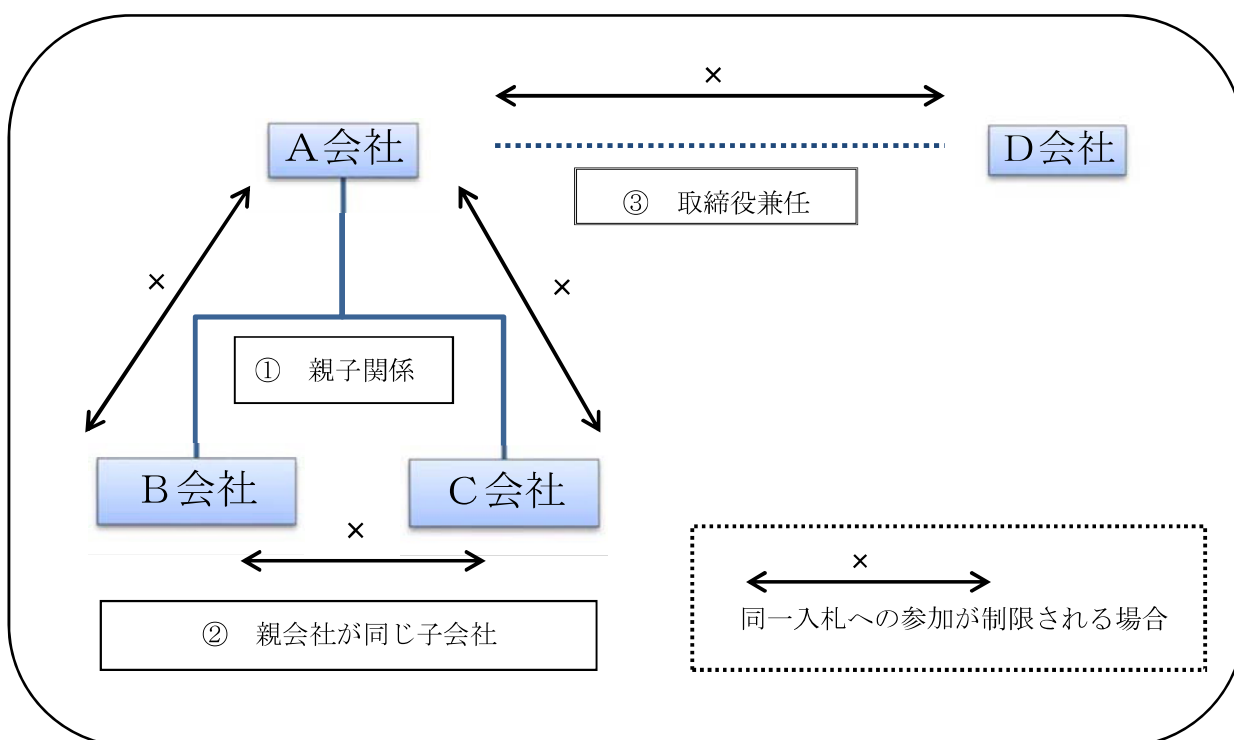 ×
A会社
D会社
③ 取締役兼任
×
×
① 親子関係
B会社
C会社
×
② 親会社が同じ子会社
×
同一入札への参加が制限される場合